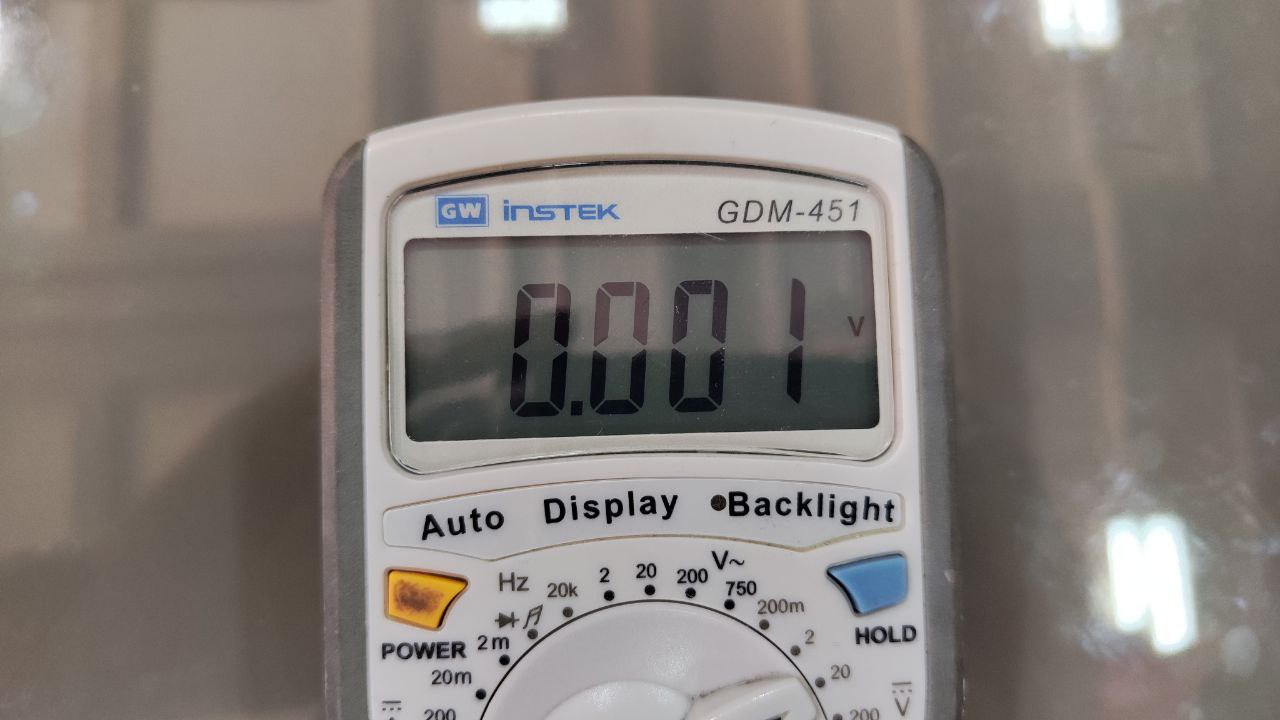 GW INSTEK GDM-451
0.001 V
Auto Display •Backlight
POWER
HOLD
Hz
20k
2
20
200
V~
750
200m
2
20
200
V
2m
20m
200